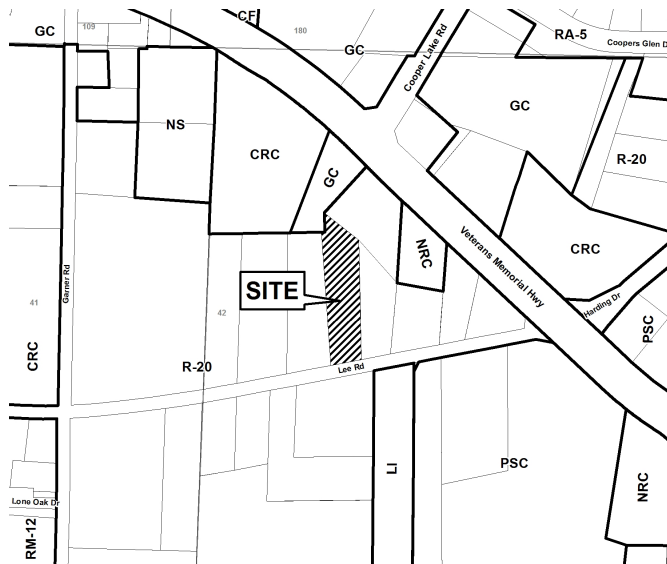 CF
GC
109
180
GC
RA-5
Coopers Glen D
Cooper Lake Rd
GC
NS
CRC
GC
R-20
NRC
Veterans Memorial Hwy
CRC
Garner Rd
SITE
41
42
Harding Dr
PSC
CRC
R-20
Lee Rd
LI
PSC
NRC
Lone Oak Dr
RM-12